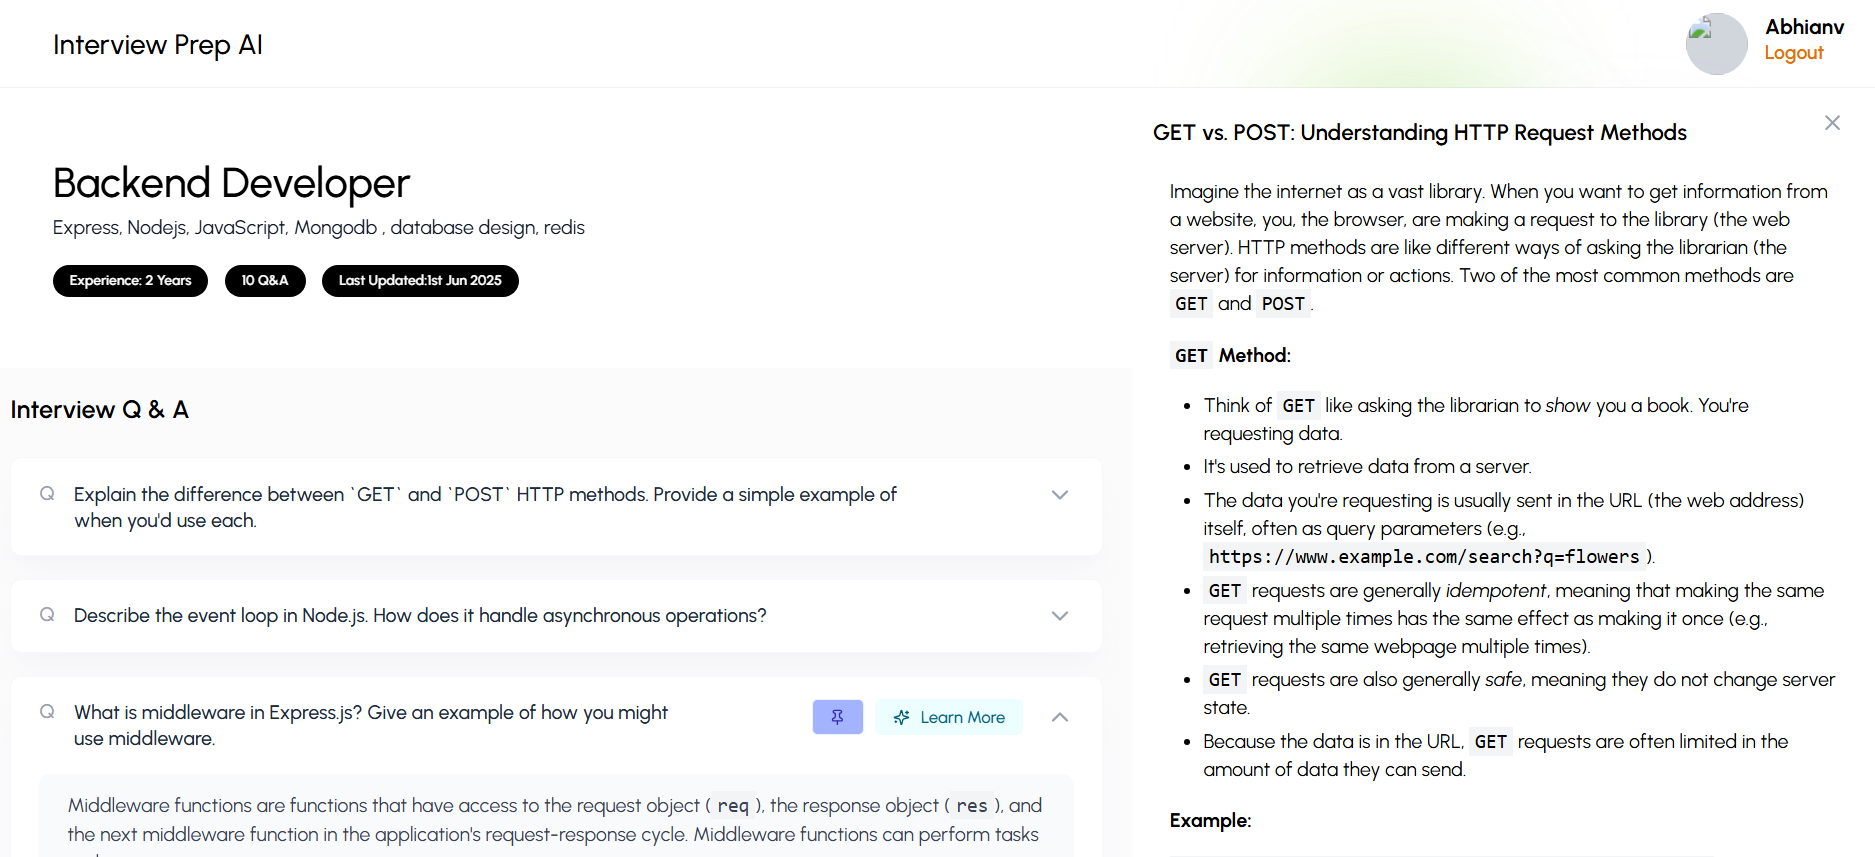 Interview Prep AI
Abhianv
Logout
Backend Developer
Express, Nodejs, JavaScript, Mongodb , database design, redis
Experience: 2 Years
10 Q&A
Last Updated:1st Jun 2025
Interview Q & A
Q Explain the difference between `GET` and `POST` HTTP methods. Provide a simple example of
when you'd use each.
Q Describe the event loop in Node.js. How does it handle asynchronous operations?
Q What is middleware in Express.js? Give an example of how you might
use middleware.
Learn More
Middleware functions are functions that have access to the request object ( req ), the response object ( res ), and
the next middleware function in the application's request-response cycle. Middleware functions can perform tasks
GET vs. POST: Understanding HTTP Request Methods
Imagine the internet as a vast library. When you want to get information from
a website, you, the browser, are making a request to the library (the web
server). HTTP methods are like different ways of asking the librarian (the
server) for information or actions. Two of the most common methods are
GET and POST .
GET Method:
• Think of GET like asking the librarian to show you a book. You're
requesting data.
• It's used to retrieve data from a server.
• The data you're requesting is usually sent in the URL (the web address)
itself, often as query parameters (e.g.,
https://www.example.com/search?q=flowers ).
• GET requests are generally idempotent, meaning that making the same
request multiple times has the same effect as making it once (e.g.,
retrieving the same webpage multiple times).
• GET requests are also generally safe, meaning they do not change server
state.
• Because the data is in the URL, GET requests are often limited in the
amount of data they can send.
Example: